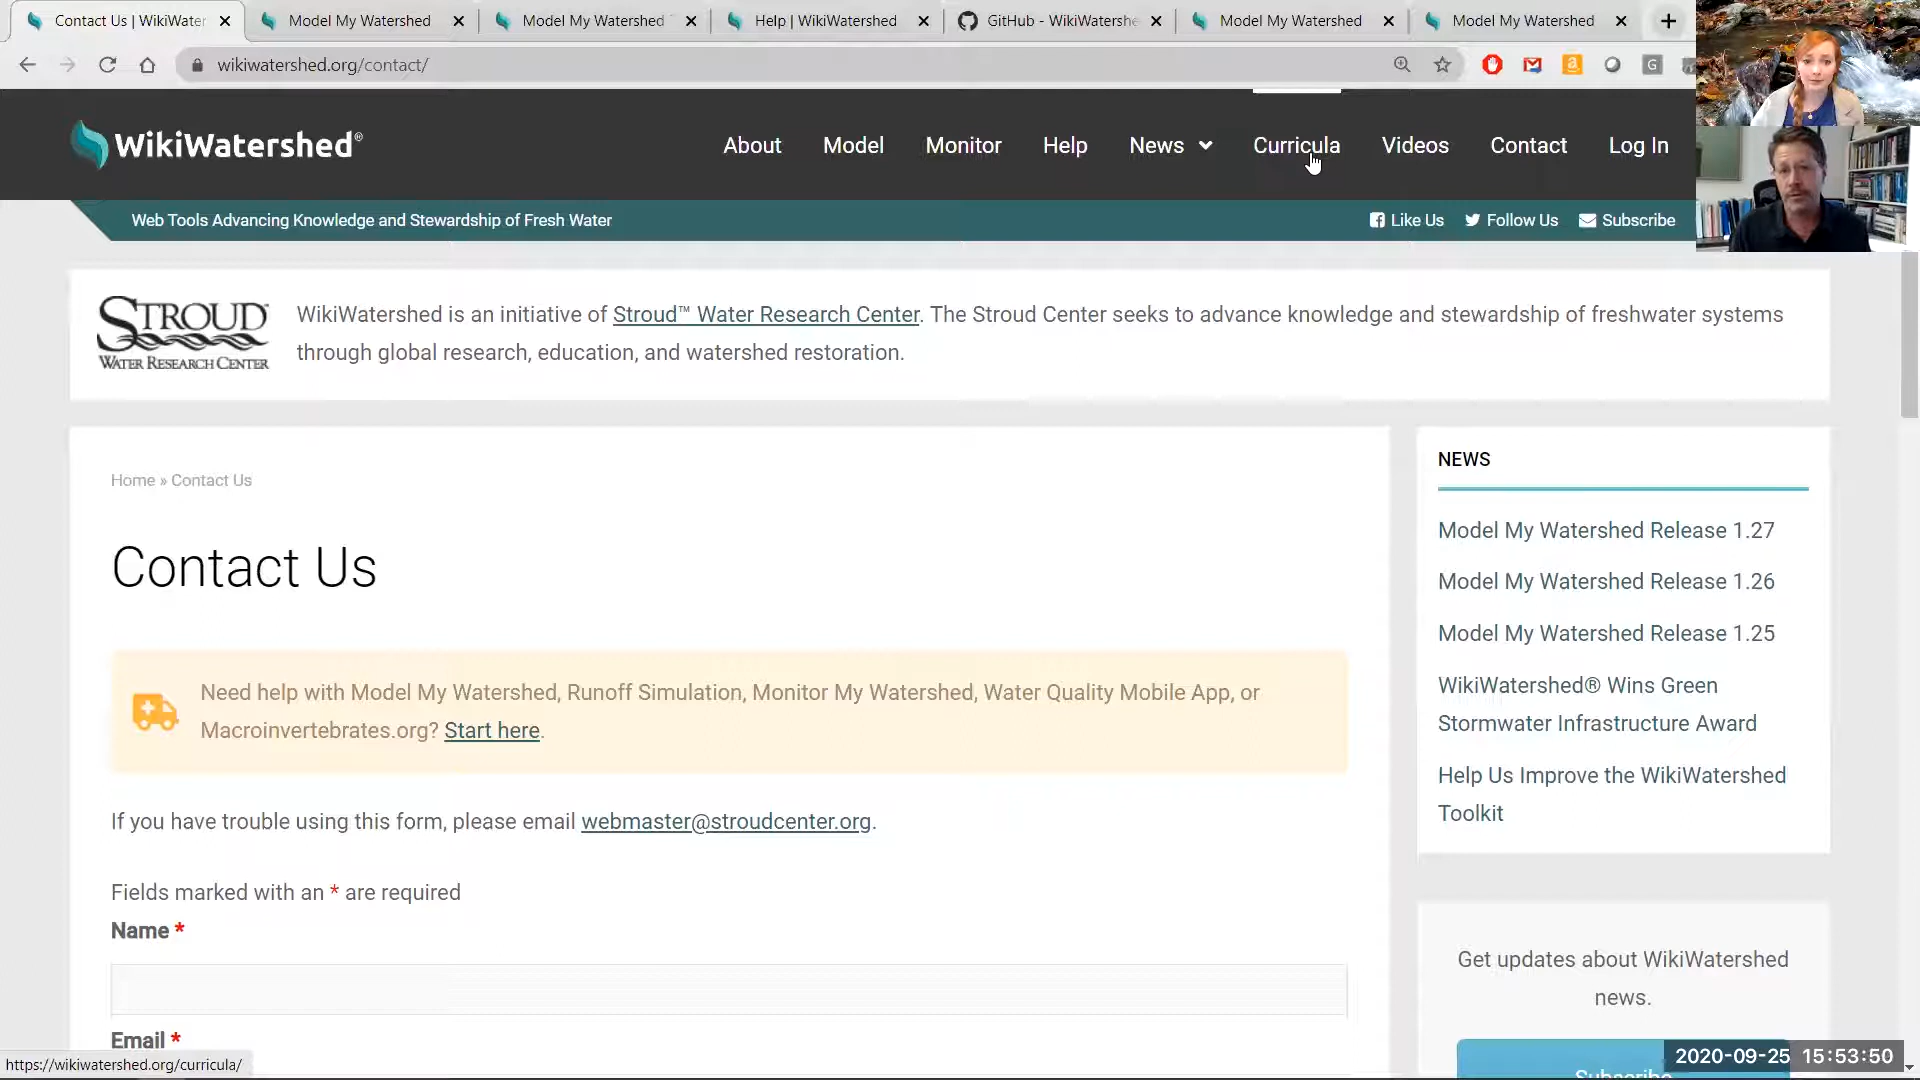 Contact Us | WikiWater
Model My Watershed
Model My Watershed
Help | WikiWatershed
GitHub - WikiWatershe
Model My Watershed
Model My Watershed
wikiwatershed.org/contact/
WikiWatershed®
About
Model
Monitor
Help
News
Curricula
Videos
Contact
Log In
Web Tools Advancing Knowledge and Stewardship of Fresh Water
Like Us
Follow Us
Subscribe
STROUD
WATER RESEARCH CENTER
WikiWatershed is an initiative of Stroud™ Water Research Center. The Stroud Center seeks to advance knowledge and stewardship of freshwater systems
through global research, education, and watershed restoration.
Home » Contact Us
Contact Us
Need help with Model My Watershed, Runoff Simulation, Monitor My Watershed, Water Quality Mobile App, or
Macroinvertebrates.org? Start here.
If you have trouble using this form, please email webmaster@stroudcenter.org.
Fields marked with an * are required
Name *
Email *
NEWS
Model My Watershed Release 1.27
Model My Watershed Release 1.26
Model My Watershed Release 1.25
WikiWatershed® Wins Green
Stormwater Infrastructure Award
Help Us Improve the WikiWatershed
Toolkit
Get updates about WikiWatershed
news.
Subscribe
https://wikiwatershed.org/curricula/
2020-09-25 15:53:50